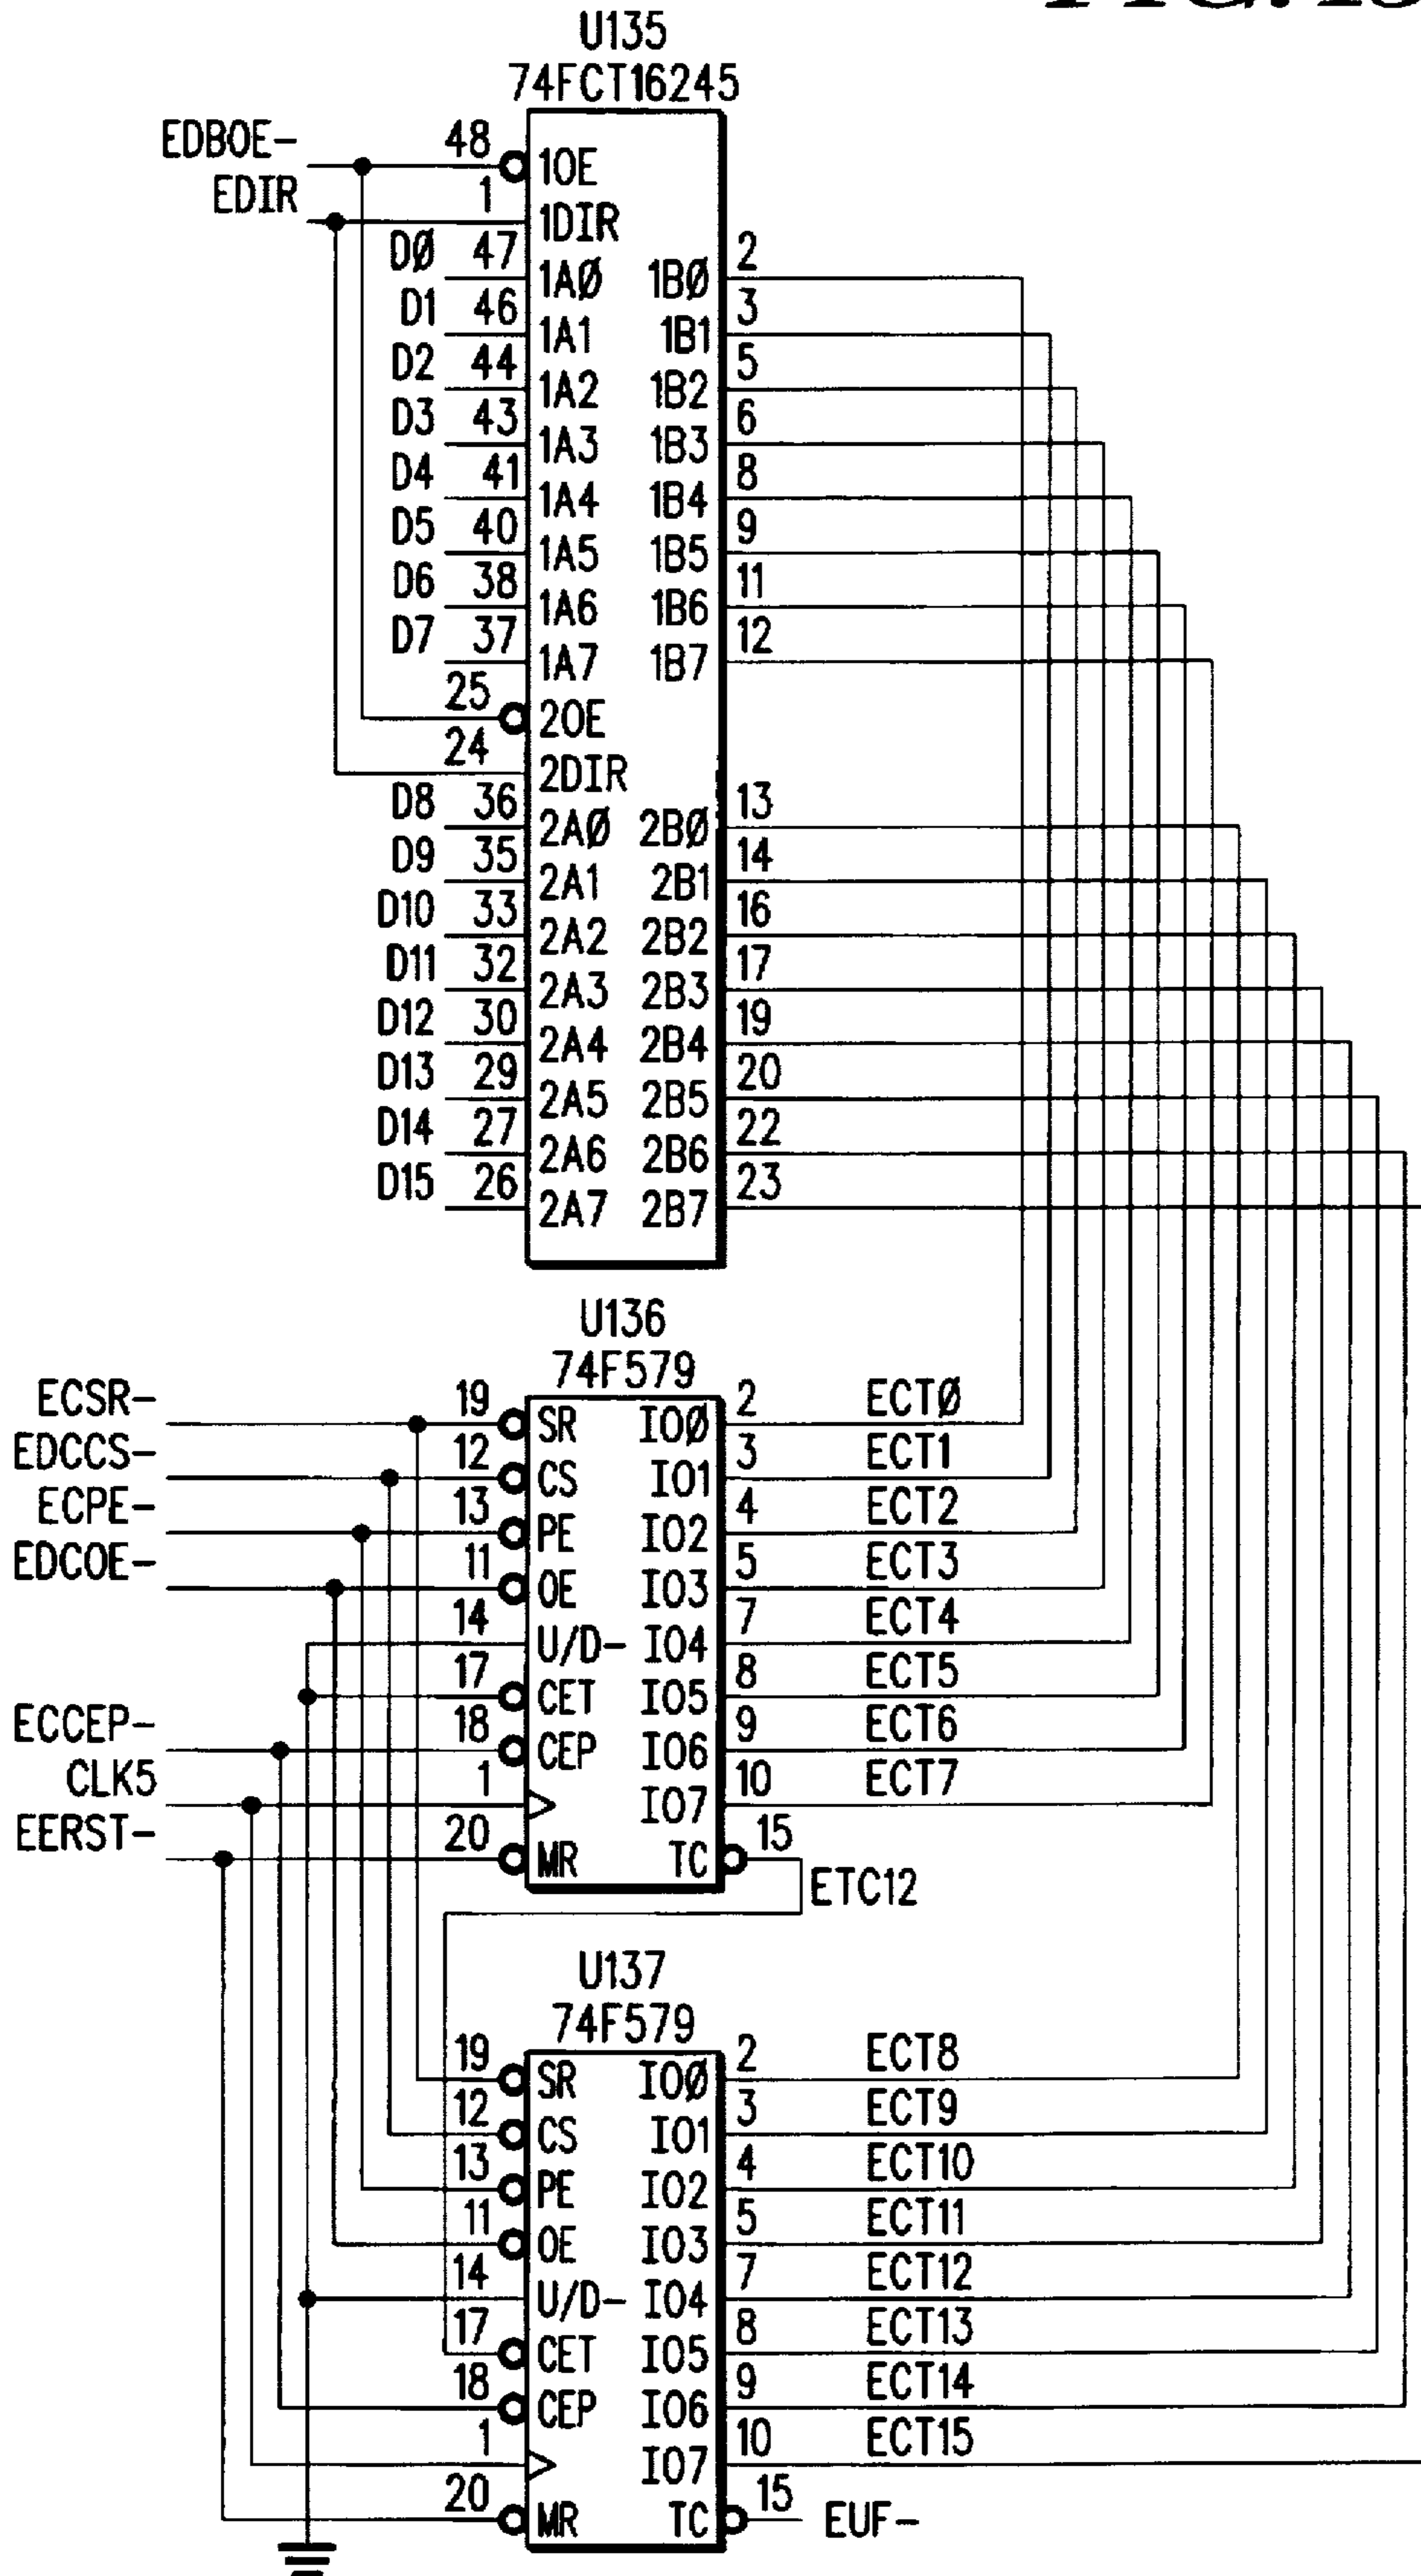 U135
74FCT16245
EDBOE- 48 1OE
EDIR 1 1DIR
DØ 47 1AØ 1BØ 2
D1 46 1A1 1B1 3
D2 44 1A2 1B2 5
D3 43 1A3 1B3 6
D4 41 1A4 1B4 8
D5 40 1A5 1B5 9
D6 38 1A6 1B6 11
D7 37 1A7 1B7 12
25 2OE
24 2DIR
D8 36 2AØ 2BØ 13
D9 35 2A1 2B1 14
D10 33 2A2 2B2 16
D11 32 2A3 2B3 17
D12 30 2A4 2B4 19
D13 29 2A5 2B5 20
D14 27 2A6 2B6 22
D15 26 2A7 2B7 23
U136
74F579
ECSR- 19 SR IOØ 2 ECTØ
EDCCS- 12 CS IO1 3 ECT1
ECPE- 13 PE IO2 4 ECT2
EDCOE- 11 OE IO3 5 ECT3
14 U/D- IO4 7 ECT4
17 CET IO5 8 ECT5
ECCEP- 18 CEP IO6 9 ECT6
CLK5 1 IO7 10 ECT7
EERST- 20 MR TC 15
ETC12
U137
74F579
19 SR IOØ 2 ECT8
12 CS IO1 3 ECT9
13 PE IO2 4 ECT10
11 OE IO3 5 ECT11
14 U/D- IO4 7 ECT12
17 CET IO5 8 ECT13
18 CEP IO6 9 ECT14
1 IO7 10 ECT15
20 MR TC 15 EUF-